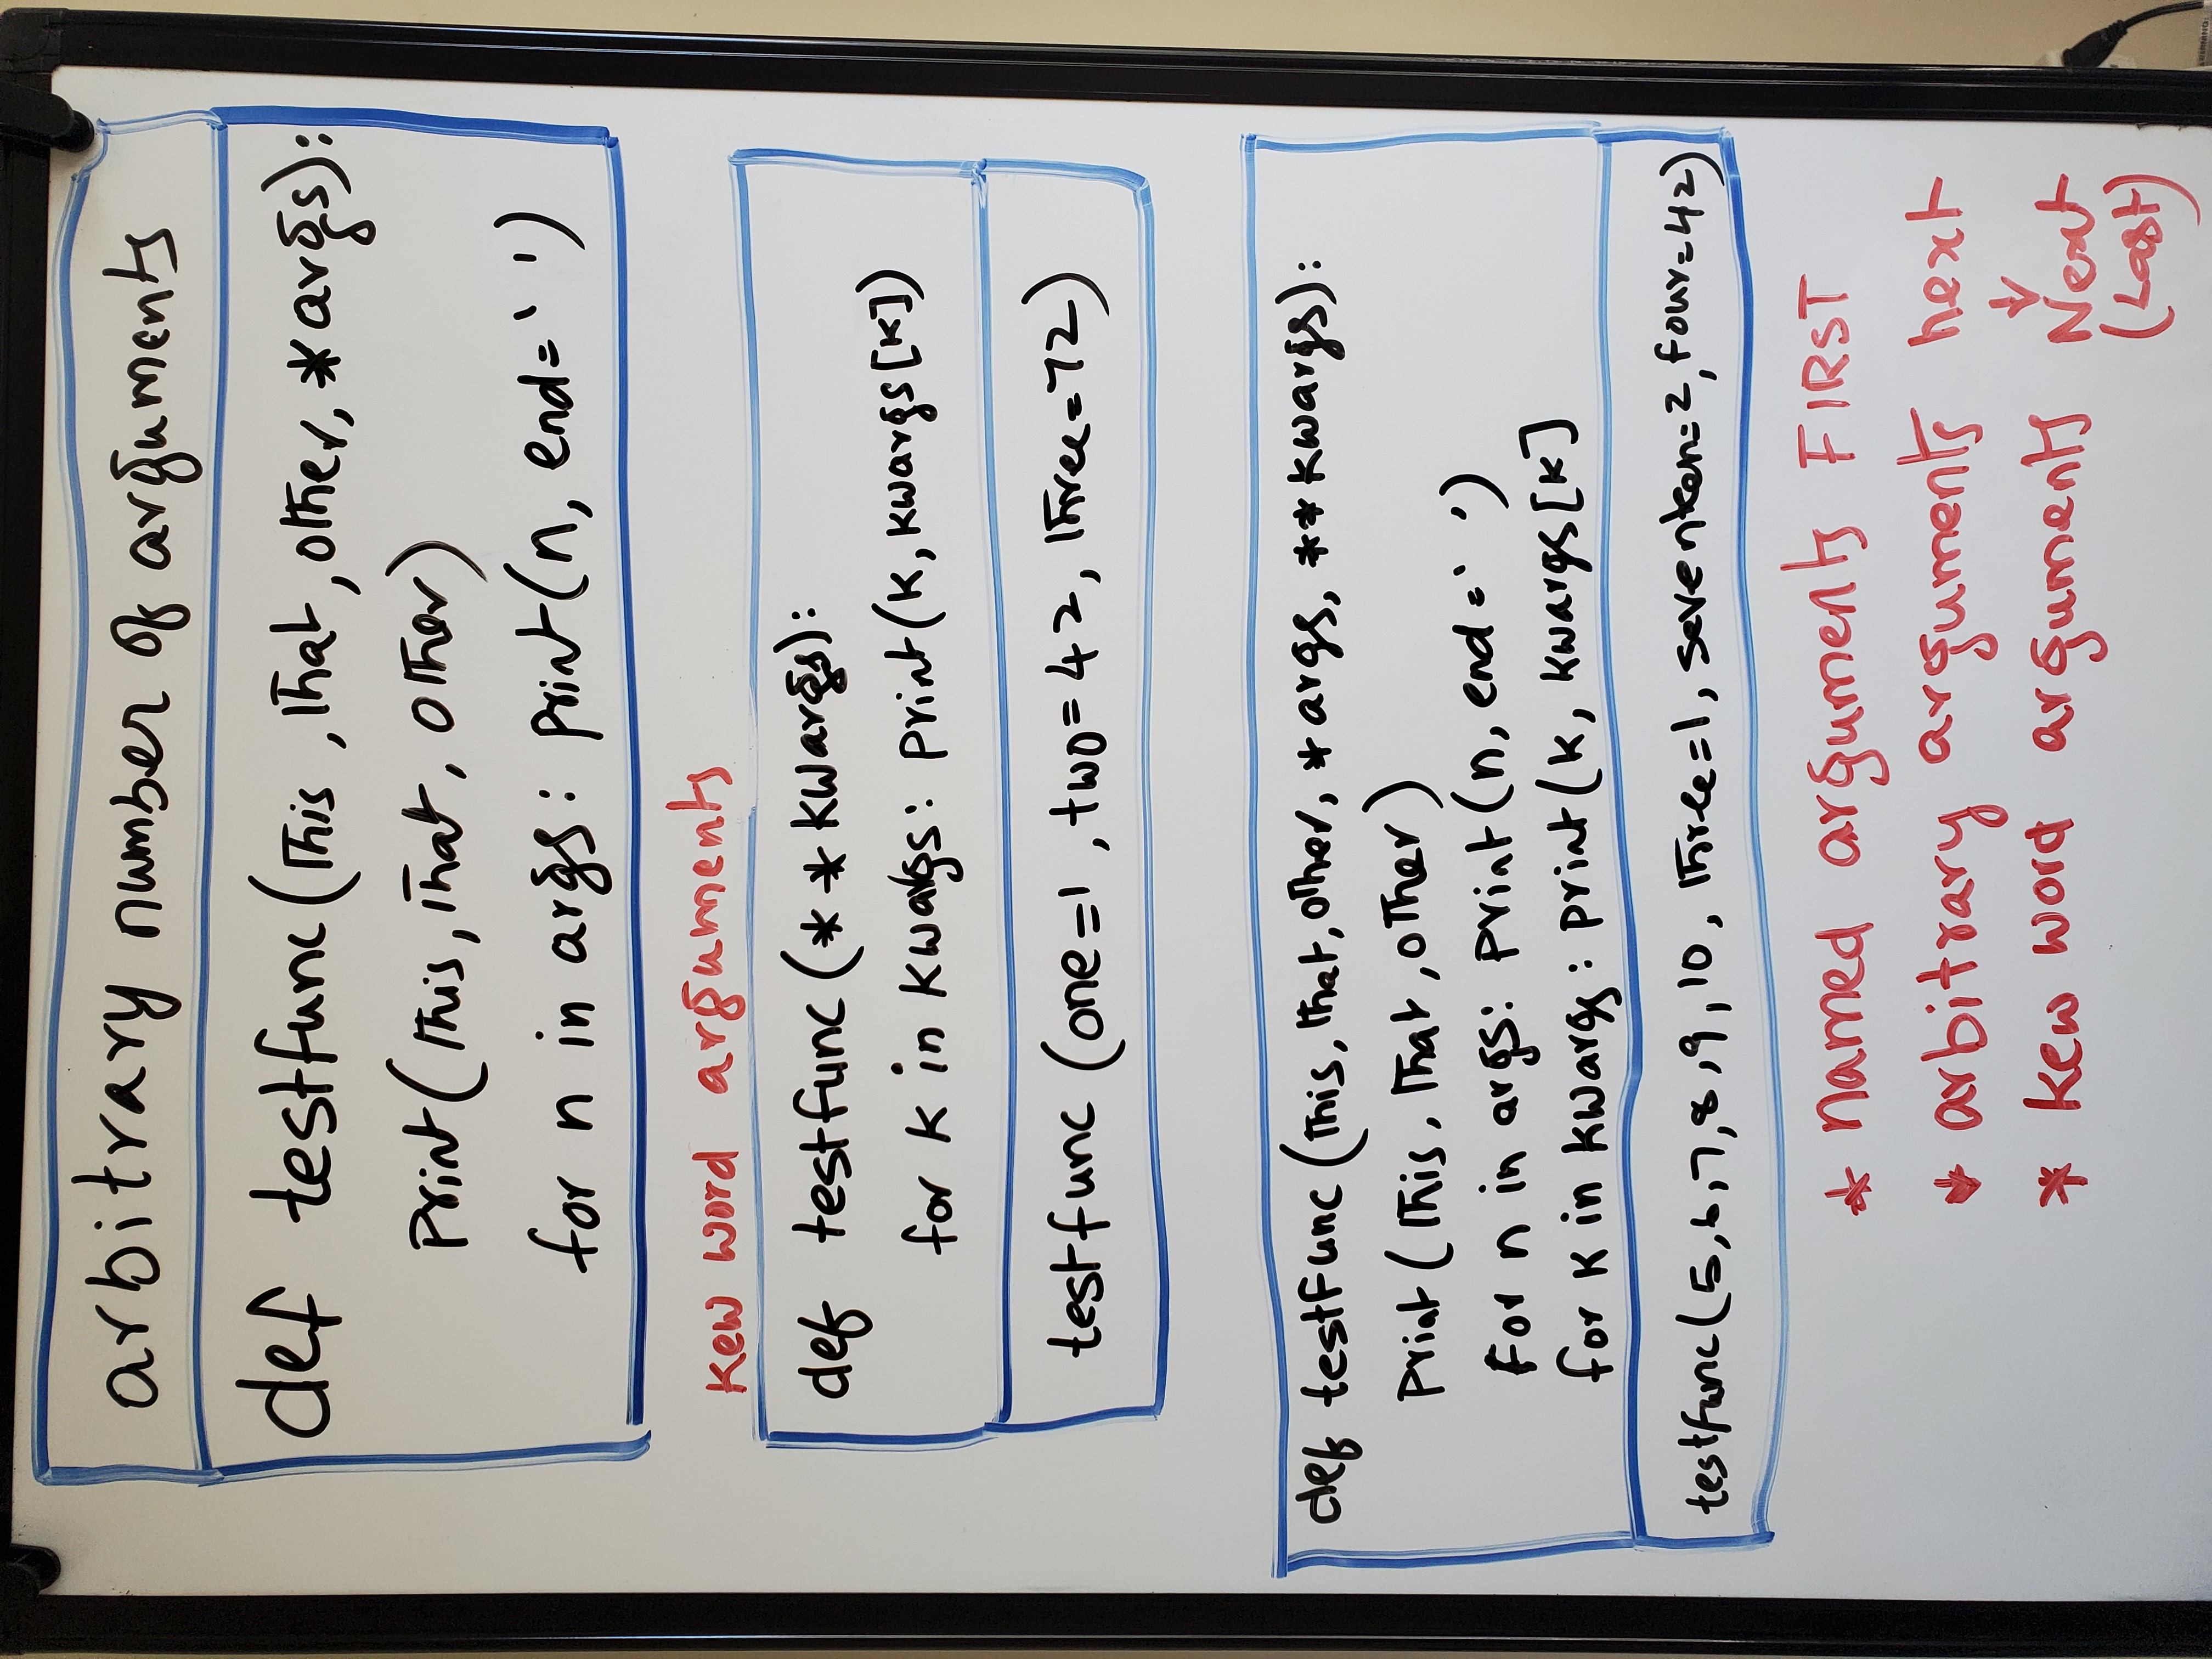 arbitrary number of arguments
def testfunc(This, That, other, *args):
Print(This, That, other)
for n in args: print(n, end=' ')
kew word arguments
def testfunc(**kwargs):
for k in kwargs: print(k, kwargs[k])
testfunc (one=1, two=42, Three=72)
def testfunc(This, That, other, *args, **kwargs):
Print(This, That, other)
For n in args: print(n, end=' ')
for k in kwargs: print(k, kwargs[k]
testfunc(5,6,7,8,9,10, Three=1, seventeen=2, four=42)
* named arguments FIRST
* arbitrary arguments next
↓
* kew word arguments Next
(Last)